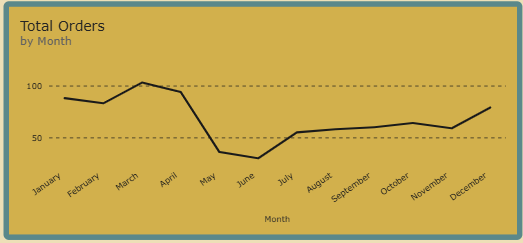 Total Orders
by Month
100
50
January
February
March
April
May
June
July
August
September
October
November
December
Month